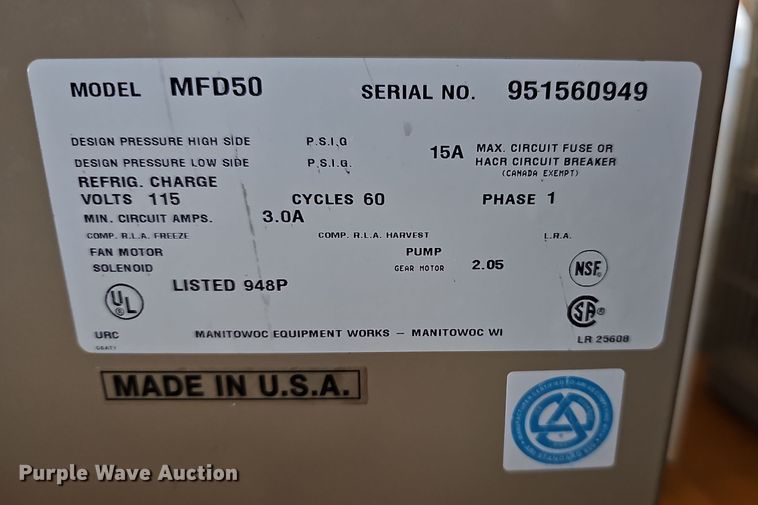 MODEL MFD50 SERIAL NO. 951560949
DESIGN PRESSURE HIGH SIDE P.S.I.G
DESIGN PRESSURE LOW SIDE P.S.I.G.
15A MAX. CIRCUIT FUSE OR
HACR CIRCUIT BREAKER
(CANADA EXEMPT)
REFRIG. CHARGE
VOLTS 115 CYCLES 60 PHASE 1
MIN. CIRCUIT AMPS. 3.0A
COMP. R.L.A. FREEZE COMP. R.L.A. HARVEST L.R.A.
FAN MOTOR PUMP
SOLENOID GEAR MOTOR 2.05
NSF
UL LISTED 948P
SA
URC MANITOWOC EQUIPMENT WORKS – MANITOWOC WI LR 25608
MADE IN U.S.A.
Purple Wave Auction